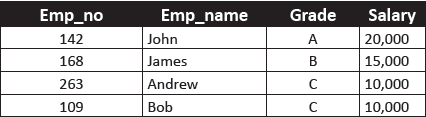 Emp_no Emp_name Grade Salary
142 John A 20,000
168 James B 15,000
263 Andrew C 10,000
109 Bob C 10,000